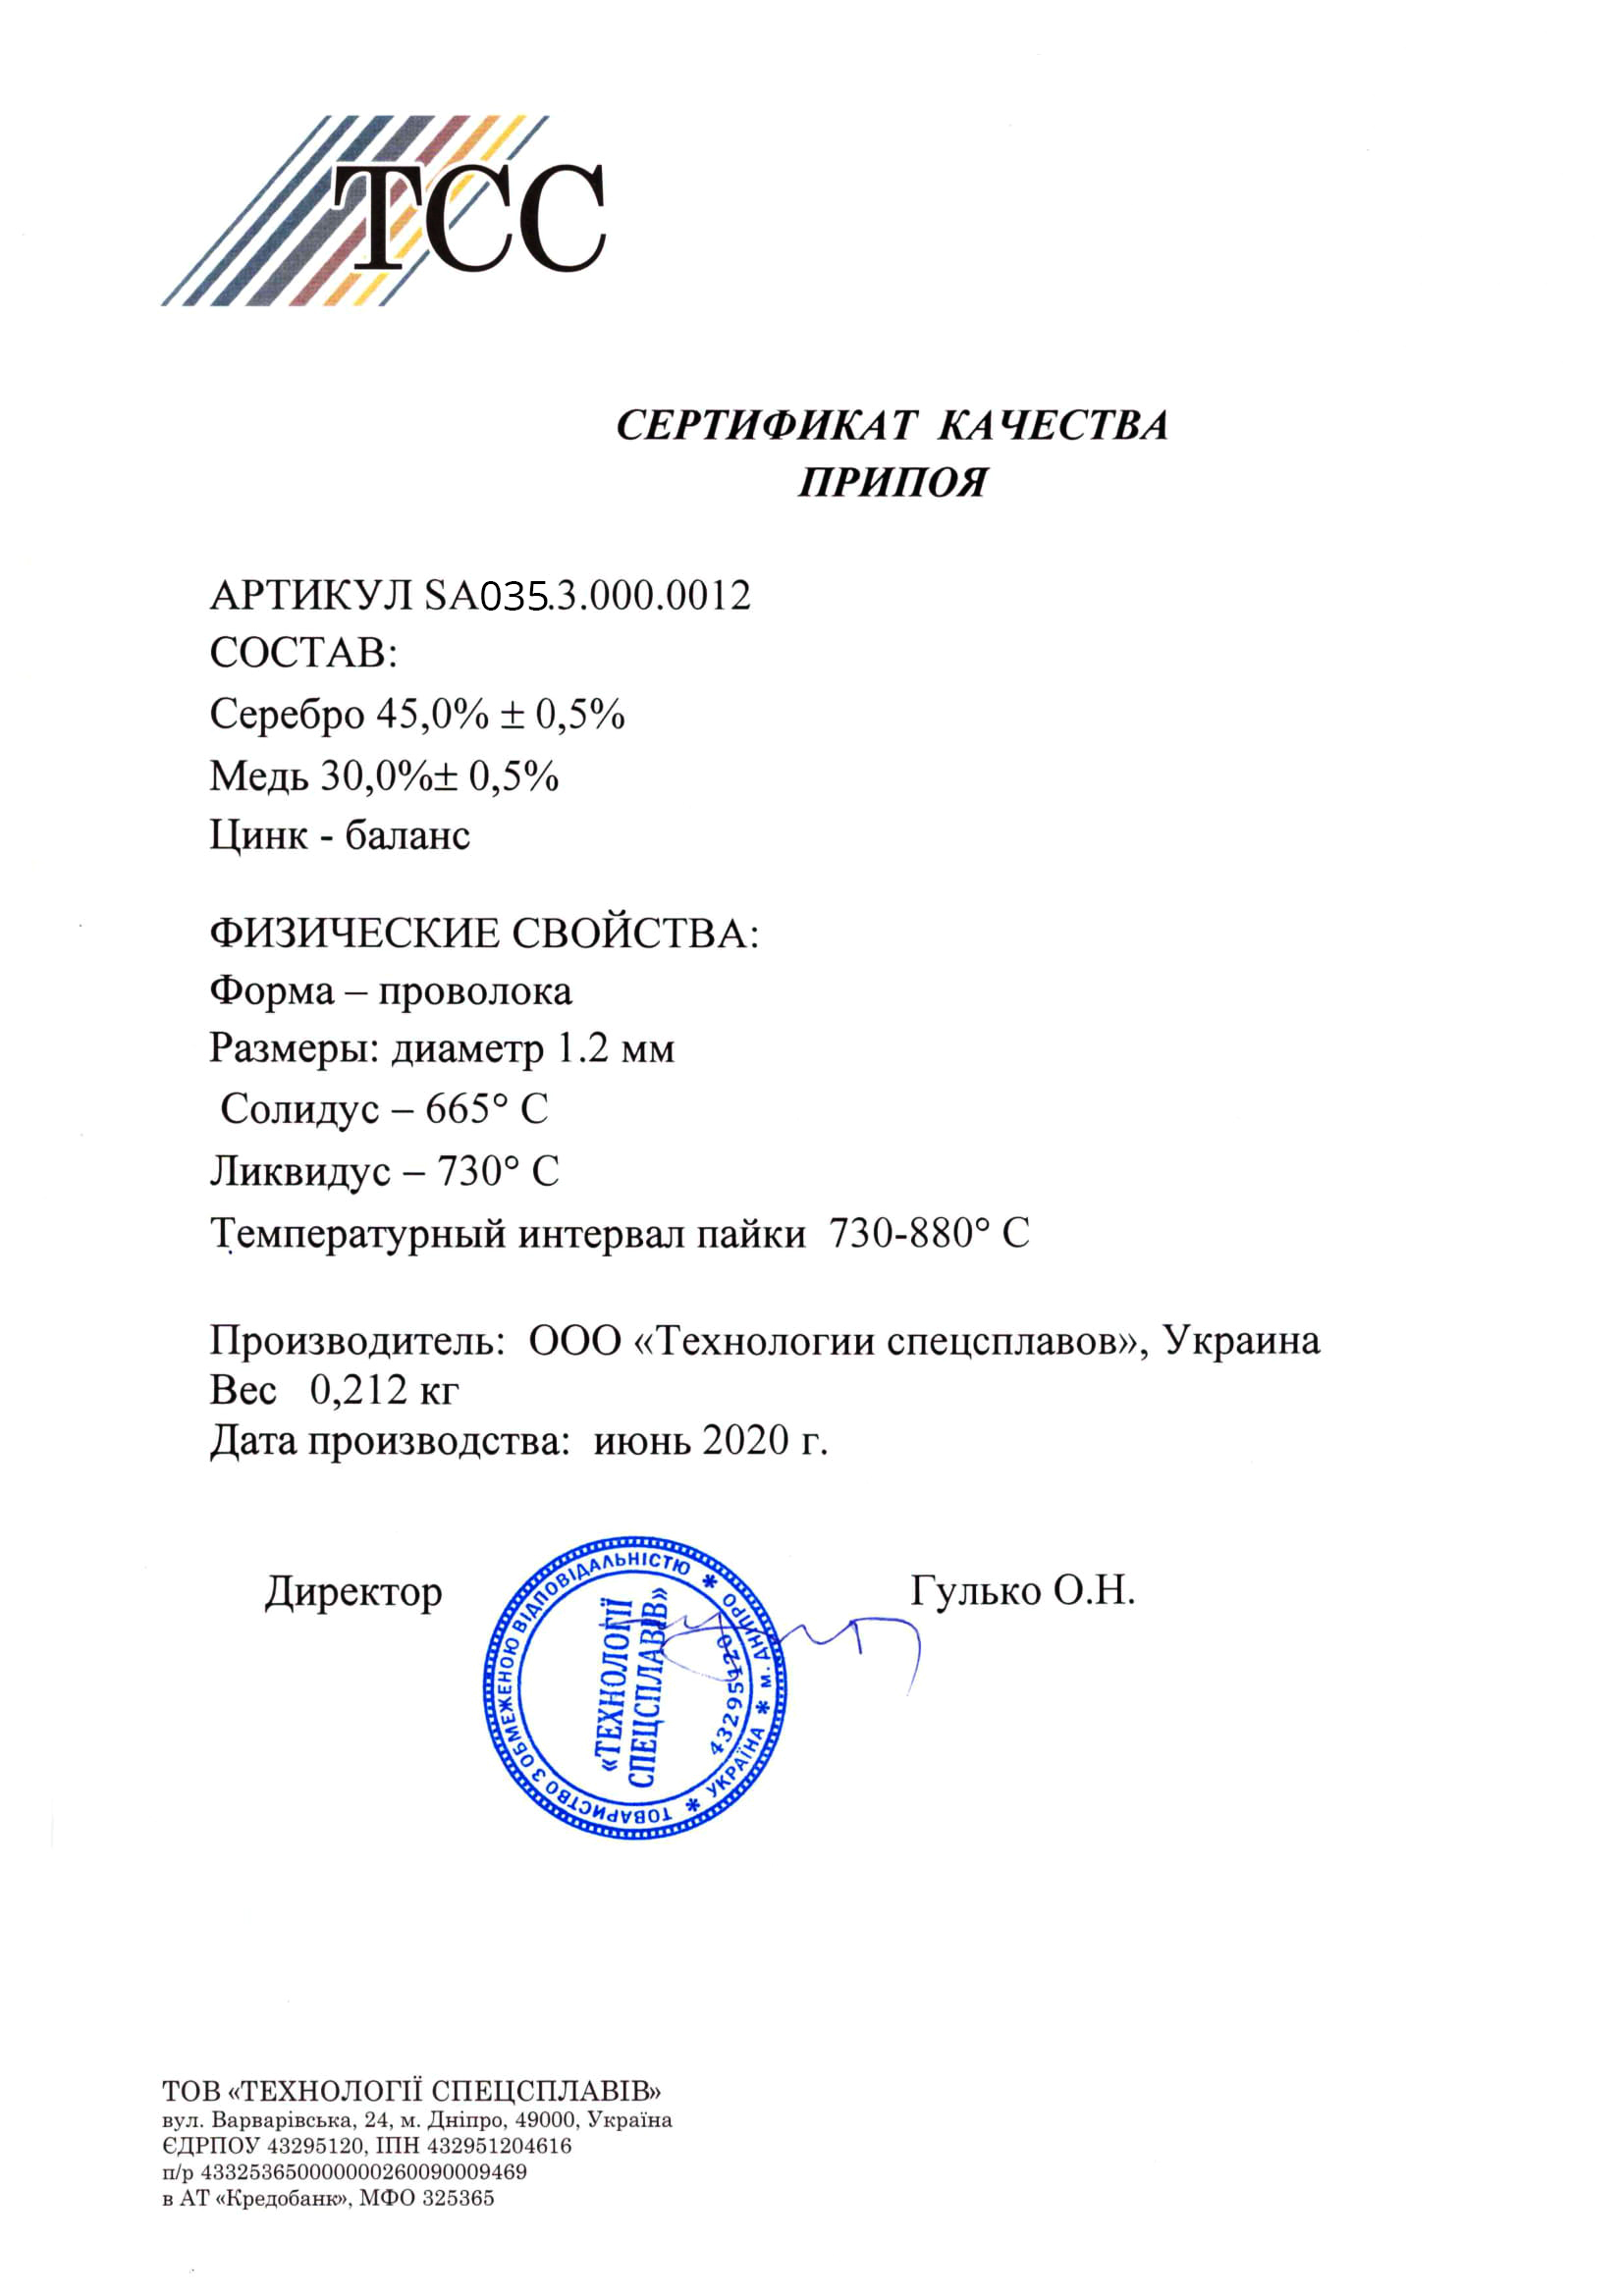 ТСС
СЕРТИФИКАТ КАЧЕСТВА
ПРИПОЯ
АРТИКУЛ SA035.3.000.0012
СОСТАВ:
Серебро 45,0% ± 0,5%
Медь 30,0%± 0,5%
Цинк - баланс
ФИЗИЧЕСКИЕ СВОЙСТВА:
Форма – проволока
Размеры: диаметр 1.2 мм
Солидус – 665° С
Ликвидус – 730° С
Температурный интервал пайки 730-880° С
Производитель: ООО «Технологии спецсплавов», Украина
Вес 0,212 кг
Дата производства: июнь 2020 г.
Директор Гулько О.Н.
ТОВАРИСТВО З ОБМЕЖЕНОЮ ВІДПОВІДАЛЬНІСТЮ * м. ДНІПРО * УКРАЇНА *
«ТЕХНОЛОГІЇ
СПЕЦСПЛАВІВ»
43295120
ТОВ «ТЕХНОЛОГІЇ СПЕЦСПЛАВІВ»
вул. Варварівська, 24, м. Дніпро, 49000, Україна
ЄДРПОУ 43295120, ІПН 432951204616
п/р 433253650000000260090009469
в АТ «Кредобанк», МФО 325365